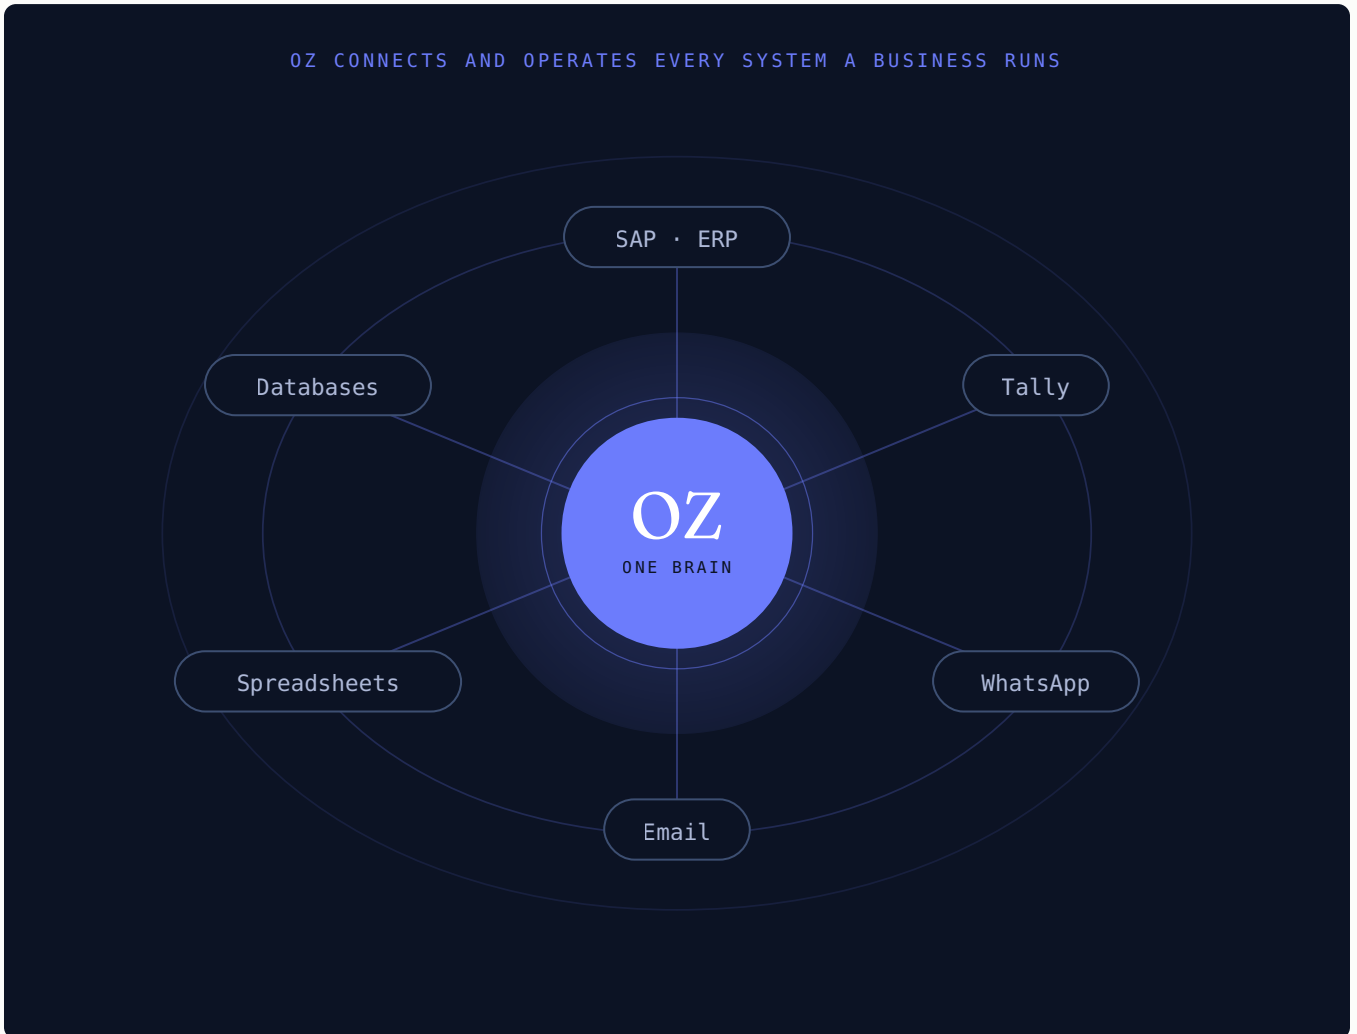 OZ CONNECTS AND OPERATES EVERY SYSTEM A BUSINESS RUNS
SAP · ERP
Databases
Tally
OZ
ONE BRAIN
Spreadsheets
WhatsApp
Email